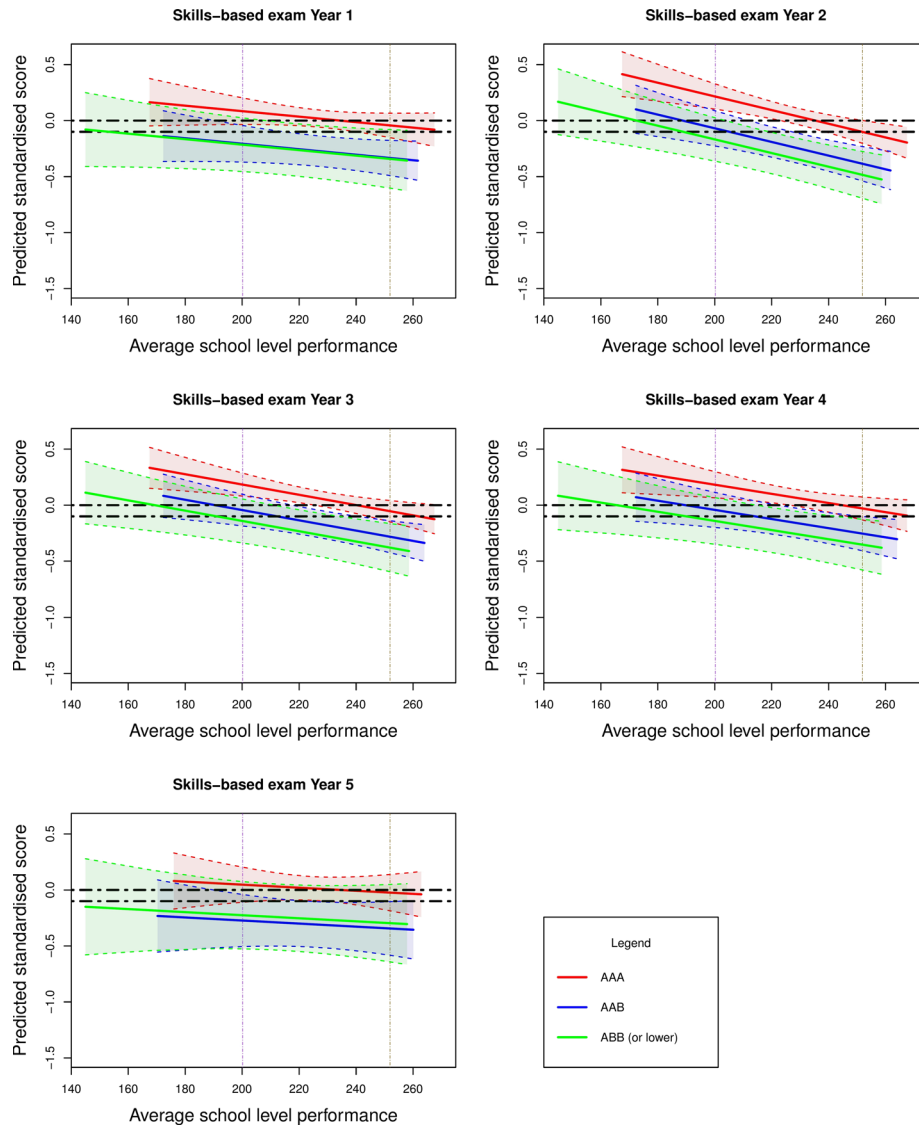 Skills−based exam Year 1
Predicted standardised score
0.5
0.0
−0.5
−1.0
−1.5
140 160 180 200 220 240 260
Average school level performance
Skills−based exam Year 2
Predicted standardised score
0.5
0.0
−0.5
−1.0
−1.5
140 160 180 200 220 240 260
Average school level performance
Skills−based exam Year 3
Predicted standardised score
0.5
0.0
−0.5
−1.0
−1.5
140 160 180 200 220 240 260
Average school level performance
Skills−based exam Year 4
Predicted standardised score
0.5
0.0
−0.5
−1.0
−1.5
140 160 180 200 220 240 260
Average school level performance
Skills−based exam Year 5
Predicted standardised score
0.5
0.0
−0.5
−1.0
−1.5
140 160 180 200 220 240 260
Average school level performance
Legend
AAA
AAB
ABB (or lower)